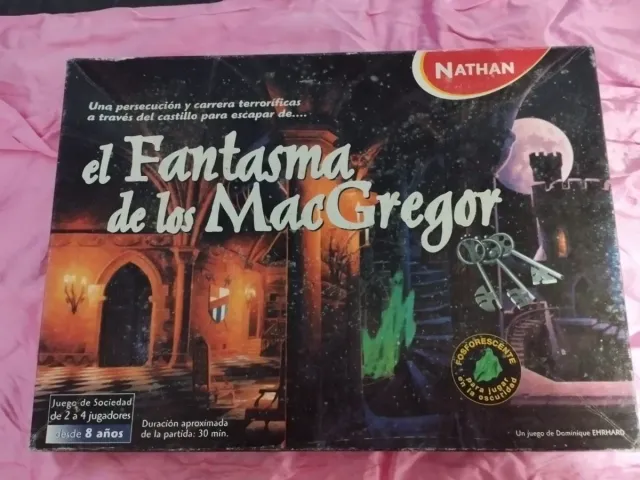 NATHAN
Una persecución y carrera terroríficas
a través del castillo para escapar de....
el Fantasma
de los MacGregor
FOSFORESCENTE
para jugar
en la oscuridad
Juego de Sociedad
de 2 a 4 jugadores
desde 8 años
Duración aproximada
de la partida: 30 min.
Un juego de Dominique EHRHARD